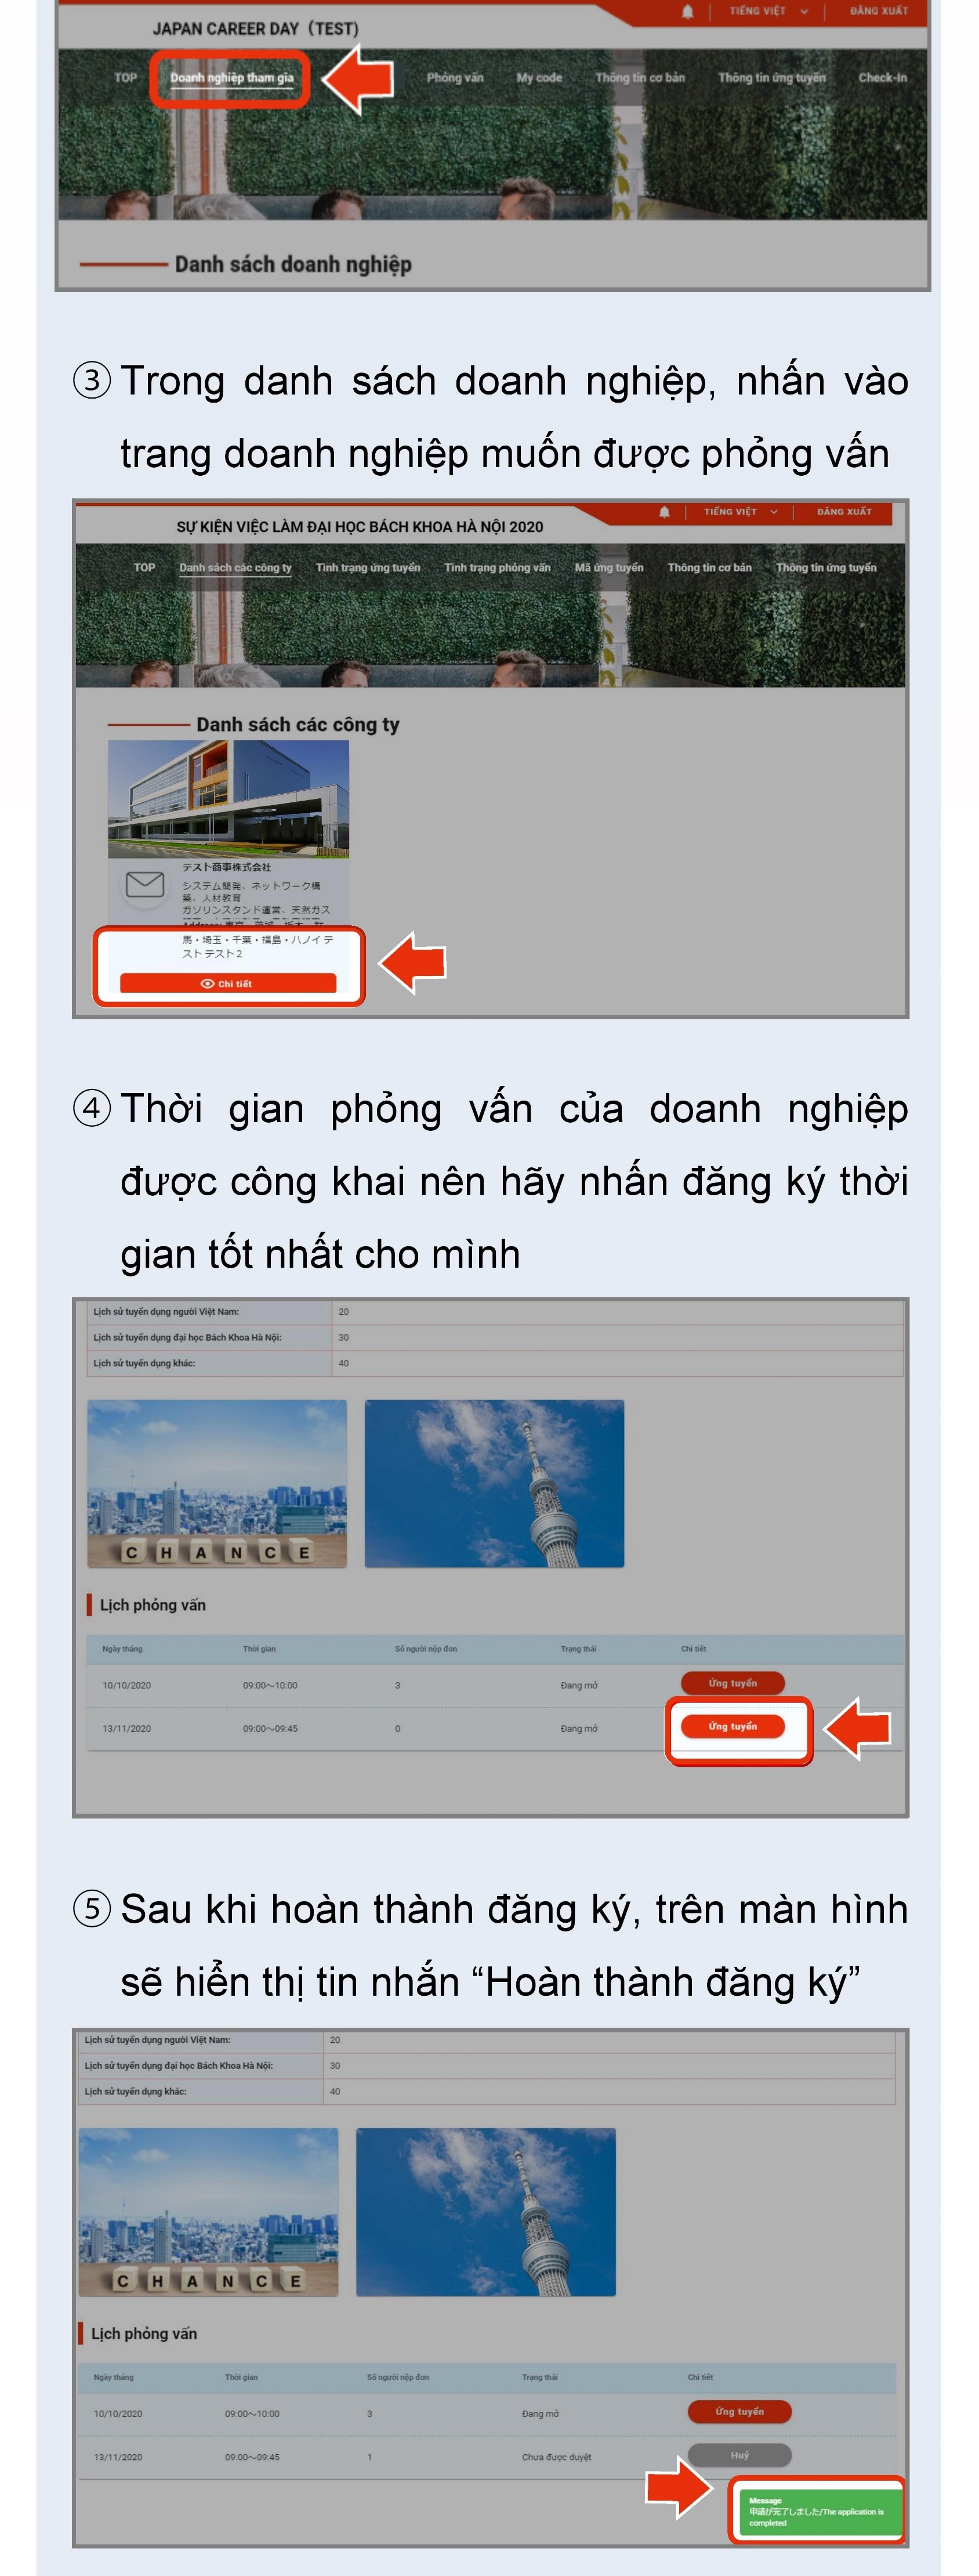 TIẾNG VIỆT
ĐĂNG XUẤT
JAPAN CAREER DAY (TEST)
TOP
Doanh nghiệp tham gia
Phỏng vấn
My code
Thông tin cơ bản
Thông tin ứng tuyển
Check-In
Danh sách doanh nghiệp
③ Trong danh sách doanh nghiệp, nhấn vào
trang doanh nghiệp muốn được phỏng vấn
TIẾNG VIỆT
ĐĂNG XUẤT
SỰ KIỆN VIỆC LÀM ĐẠI HỌC BÁCH KHOA HÀ NỘI 2020
TOP
Danh sách các công ty
Tình trạng ứng tuyển
Tình trạng phỏng vấn
Mã ứng tuyển
Thông tin cơ bản
Thông tin ứng tuyển
Danh sách các công ty
テスト商事株式会社
システム開発、ネットワーク構
築、人材教育
ガソリンスタンド運営、天然ガス
馬・埼玉・千葉・福島・ハノイ テ
スト テスト2
Chi tiết
④ Thời gian phỏng vấn của doanh nghiệp
được công khai nên hãy nhấn đăng ký thời
gian tốt nhất cho mình
Lịch sử tuyển dụng người Việt Nam: 20
Lịch sử tuyển dụng đại học Bách Khoa Hà Nội: 30
Lịch sử tuyển dụng khác: 40
C H A N C E
Lịch phỏng vấn
Ngày tháng Thời gian Số người nộp đơn Trạng thái Chi tiết
10/10/2020 09:00～10:00 3 Đang mở Ứng tuyển
13/11/2020 09:00～09:45 0 Đang mở Ứng tuyển
⑤ Sau khi hoàn thành đăng ký, trên màn hình
sẽ hiển thị tin nhắn “Hoàn thành đăng ký”
Lịch sử tuyển dụng người Việt Nam: 20
Lịch sử tuyển dụng đại học Bách Khoa Hà Nội: 30
Lịch sử tuyển dụng khác: 40
C H A N C E
Lịch phỏng vấn
Ngày tháng Thời gian Số người nộp đơn Trạng thái Chi tiết
10/10/2020 09:00～10:00 3 Đang mở Ứng tuyển
13/11/2020 09:00～09:45 1 Chưa được duyệt Huỷ
Message
申請が完了しました/The application is
completed